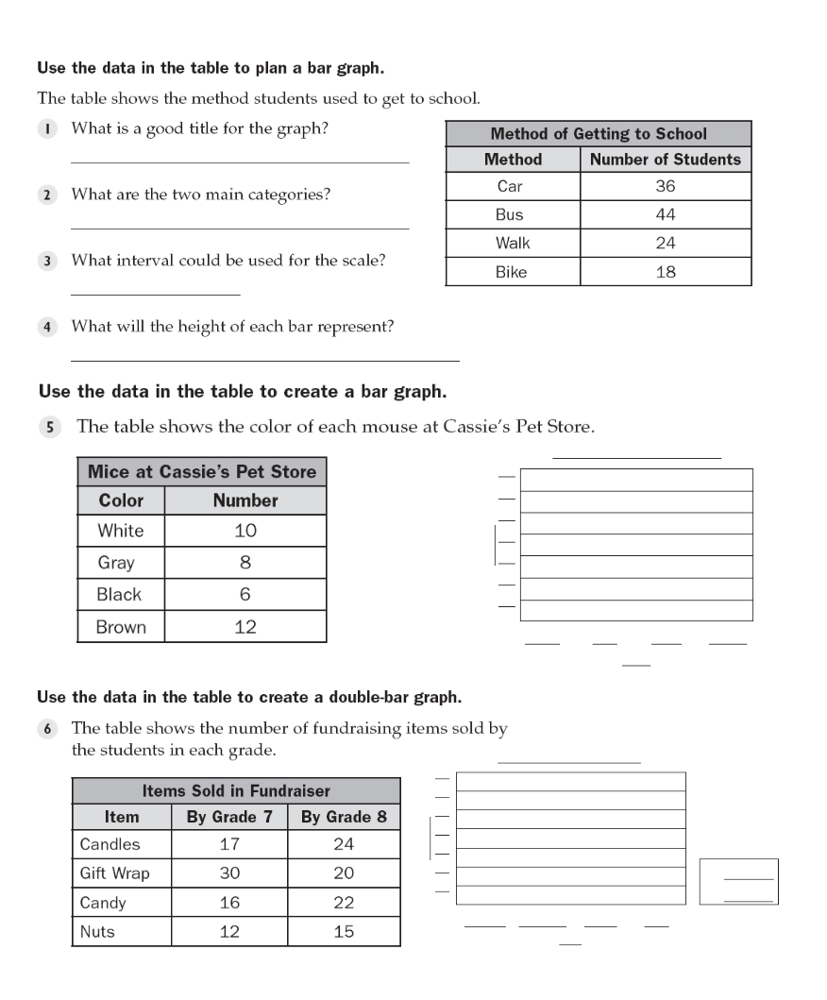 Use the data in the table to plan a bar graph.
The table shows the method students used to get to school.
1 What is a good title for the graph?
2 What are the two main categories?
3 What interval could be used for the scale?
4 What will the height of each bar represent?
Method of Getting to School
Method Number of Students
Car 36
Bus 44
Walk 24
Bike 18
Use the data in the table to create a bar graph.
5 The table shows the color of each mouse at Cassie’s Pet Store.
Mice at Cassie’s Pet Store
Color Number
White 10
Gray 8
Black 6
Brown 12
Use the data in the table to create a double-bar graph.
6 The table shows the number of fundraising items sold by
the students in each grade.
Items Sold in Fundraiser
Item By Grade 7 By Grade 8
Candles 17 24
Gift Wrap 30 20
Candy 16 22
Nuts 12 15